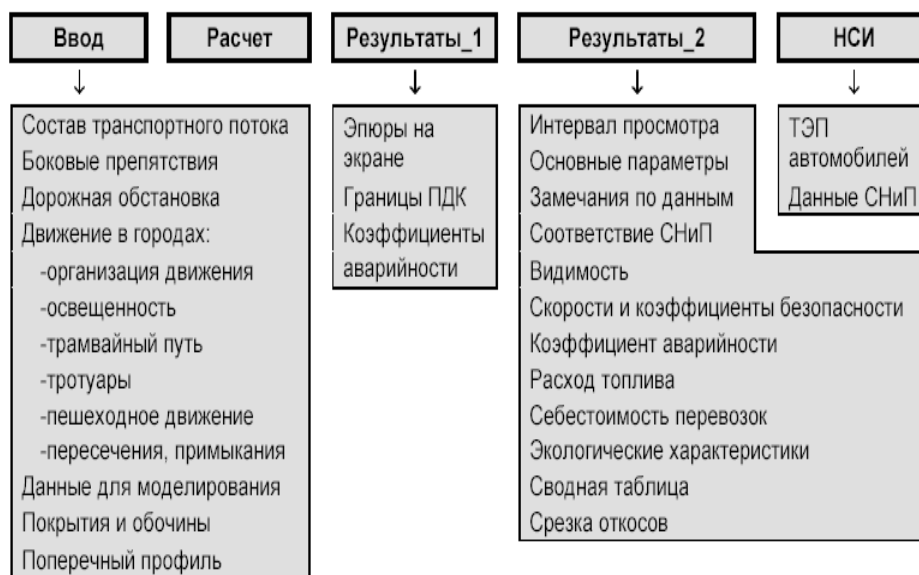 Ввод
Расчет
Результаты_1
Результаты_2
НСИ
Состав транспортного потока
Боковые препятствия
Дорожная обстановка
Движение в городах:
-организация движения
-освещенность
-трамвайный путь
-тротуары
-пешеходное движение
-пересечения, примыкания
Данные для моделирования
Покрытия и обочины
Поперечный профиль
Эпюры на
экране
Границы ПДК
Коэффициенты
аварийности
Интервал просмотра
Основные параметры
Замечания по данным
Соответствие СНиП
Видимость
Скорости и коэффициенты безопасности
Коэффициент аварийности
Расход топлива
Себестоимость перевозок
Экологические характеристики
Сводная таблица
Срезка откосов
ТЭП
автомобилей
Данные СНиП